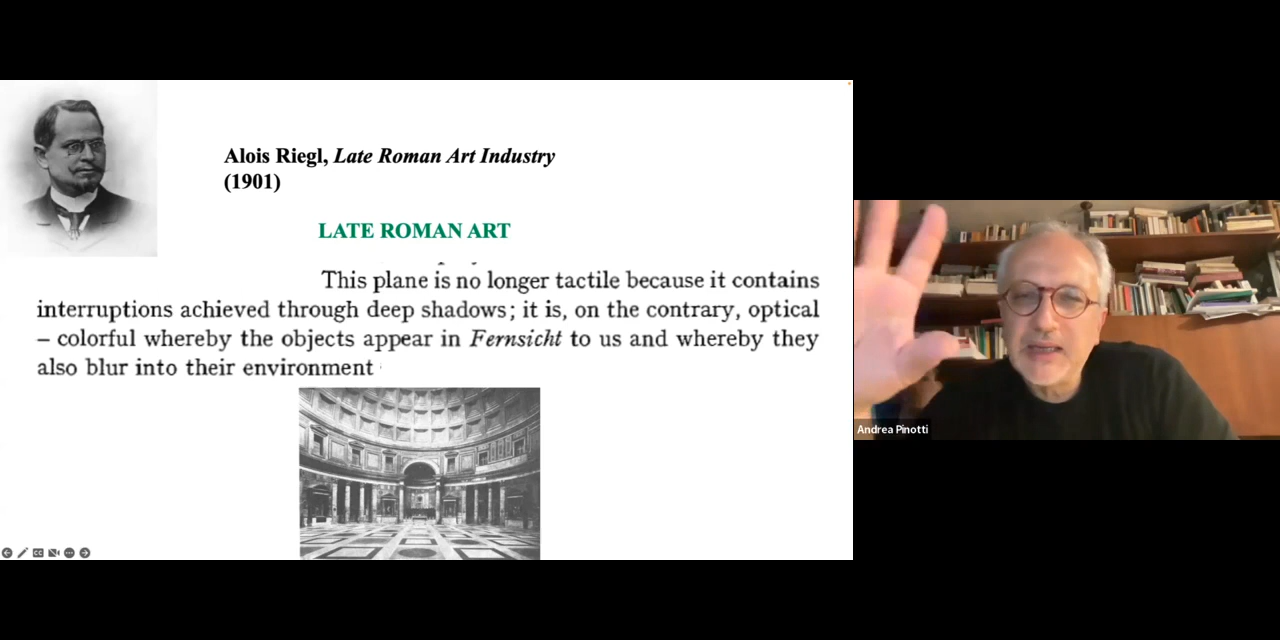 Alois Riegl, Late Roman Art Industry
(1901)
LATE ROMAN ART
This plane is no longer tactile because it contains
interruptions achieved through deep shadows; it is, on the contrary, optical
– colorful whereby the objects appear in Fernsicht to us and whereby they
also blur into their environment
Andrea Pinotti